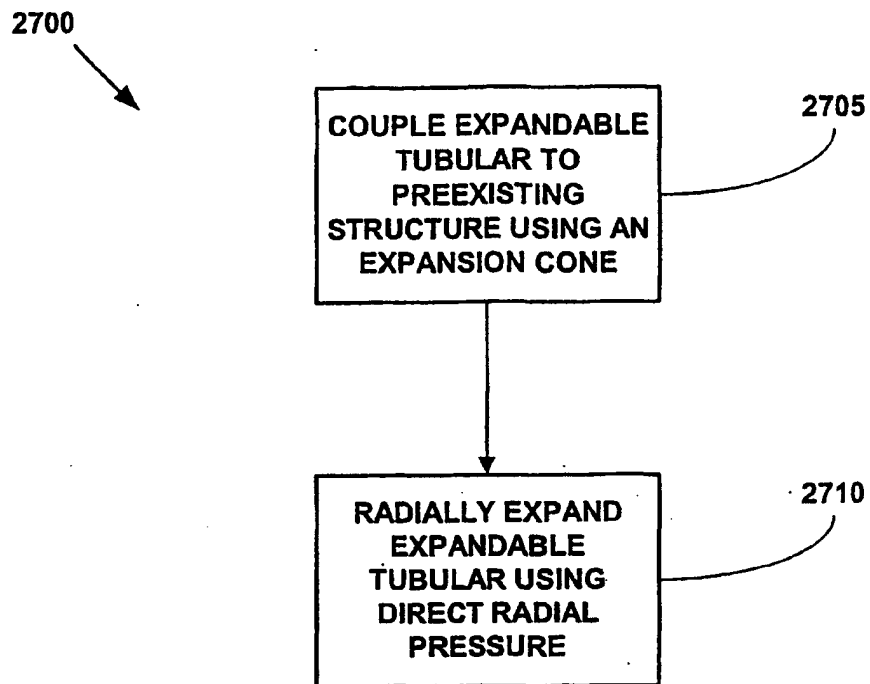 2700
COUPLE EXPANDABLE
TUBULAR TO
PREEXISTING
STRUCTURE USING AN
EXPANSION CONE
2705
RADIALLY EXPAND
EXPANDABLE
TUBULAR USING
DIRECT RADIAL
PRESSURE
2710